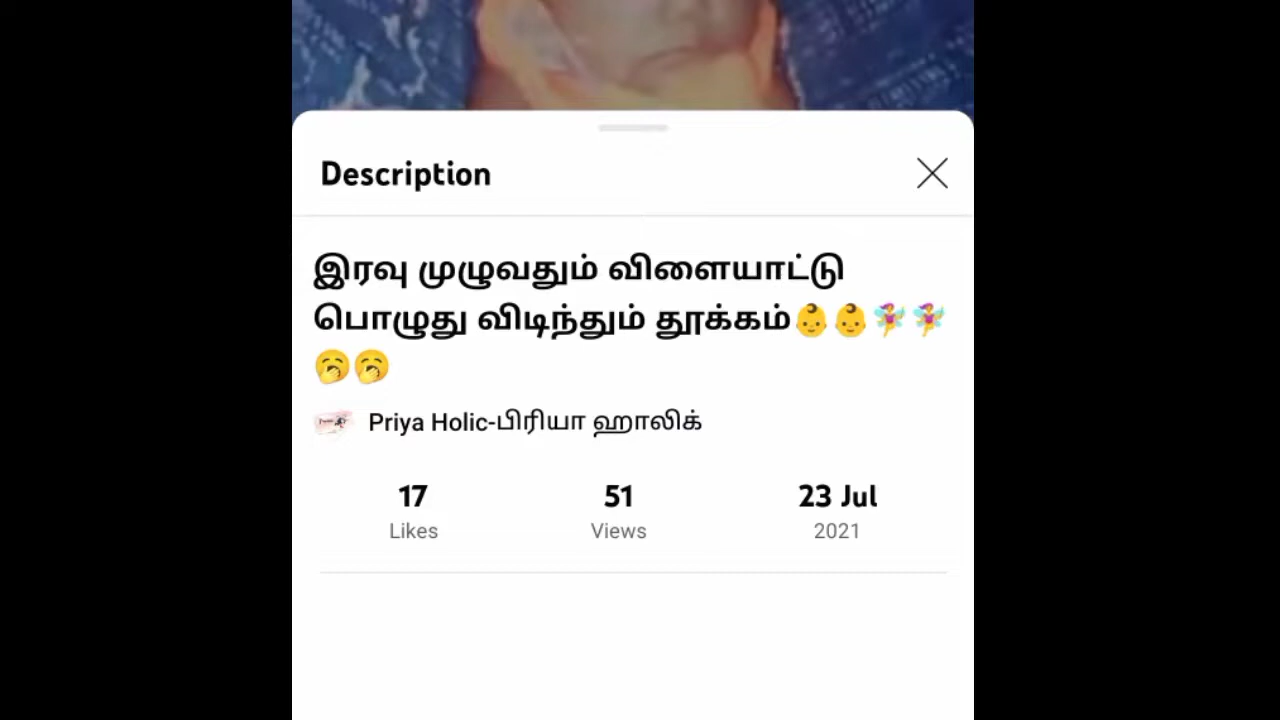 Description
இரவு முழுவதும் விளையாட்டு
பொழுது விடிந்தும் தூக்கம்👶👶🧚‍♀️🧚‍♀️
🥱🥱
Priya Holic-பிரியா ஹாலிக்
17 51 23 Jul
Likes Views 2021